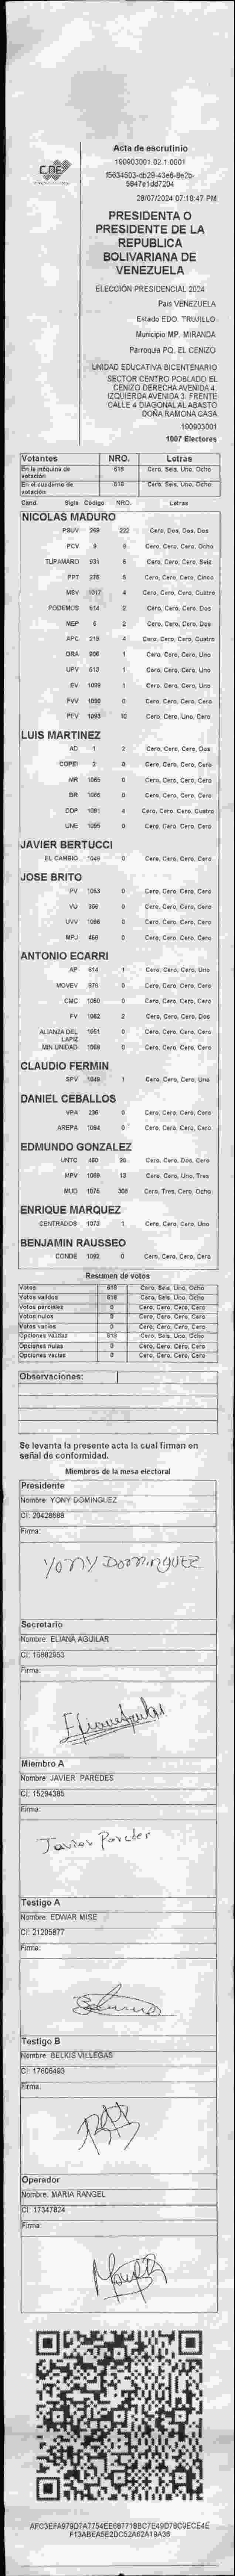 CNE
Acta de escrutinio
190903001.02.1.0001
f5634503-db29-43e6-8e2b-
5847e1dd7204
28/07/2024 07:18:47 PM
PRESIDENTA O
PRESIDENTE DE LA
REPUBLICA
BOLIVARIANA DE
VENEZUELA
ELECCIÓN PRESIDENCIAL 2024
País VENEZUELA
Estado EDO. TRUJILLO
Municipio MP. MIRANDA
Parroquia PQ. EL CENIZO
UNIDAD EDUCATIVA BICENTENARIO
SECTOR CENTRO POBLADO EL
CENIZO DERECHA AVENIDA 4.
IZQUIERDA AVENIDA 3. FRENTE
CALLE 4 DIAGONAL AL ABASTO
DOÑA RAMONA CASA
190903001
1007 Electores
Votantes NRO. Letras
En la máquina de votación 618 Cero, Seis, Uno, Ocho
En el cuaderno de votación 618 Cero, Seis, Uno, Ocho
Cand. Sigla Código NRO. Letras
NICOLAS MADURO
PSUV 269 222 Cero, Dos, Dos, Dos
PCV 9 8 Cero, Cero, Cero, Ocho
TUPAMARO 931 6 Cero, Cero, Cero, Seis
PPT 276 5 Cero, Cero, Cero, Cinco
MSV 1017 4 Cero, Cero, Cero, Cuatro
PODEMOS 514 2 Cero, Cero, Cero, Dos
MEP 6 2 Cero, Cero, Cero, Dos
APC 219 4 Cero, Cero, Cero, Cuatro
ORA 906 1 Cero, Cero, Cero, Uno
UPV 613 1 Cero, Cero, Cero, Uno
EV 1089 1 Cero, Cero, Cero, Uno
PVV 1090 0 Cero, Cero, Cero, Cero
PFV 1093 10 Cero, Cero, Uno, Cero
LUIS MARTINEZ
AD 1 2 Cero, Cero, Cero, Dos
COPEI 2 0 Cero, Cero, Cero, Cero
MR 1065 0 Cero, Cero, Cero, Cero
BR 1086 0 Cero, Cero, Cero, Cero
DDP 1091 4 Cero, Cero, Cero, Cuatro
UNE 1095 0 Cero, Cero, Cero, Cero
JAVIER BERTUCCI
EL CAMBIO 1049 0 Cero, Cero, Cero, Cero
JOSE BRITO
PV 1053 0 Cero, Cero, Cero, Cero
VU 0 Cero, Cero, Cero, Cero
UVV 1096 0 Cero, Cero, Cero, Cero
MPJ 0 Cero, Cero, Cero, Cero
ANTONIO ECARRI
AP 614 1 Cero, Cero, Cero, Uno
MOVEV 0 Cero, Cero, Cero, Cero
CMC 1050 0 Cero, Cero, Cero, Cero
FV 1062 2 Cero, Cero, Cero, Dos
ALIANZA DEL LAPIZ 1051 0 Cero, Cero, Cero, Cero
MIN UNIDAD 1068 0 Cero, Cero, Cero, Cero
CLAUDIO FERMIN
SPV 1048 1 Cero, Cero, Cero, Uno
DANIEL CEBALLOS
VPA 236 0 Cero, Cero, Cero, Cero
AREPA 1094 0 Cero, Cero, Cero, Cero
EDMUNDO GONZALEZ
UNTC 460 20 Cero, Cero, Dos, Cero
MPV 1069 13 Cero, Cero, Uno, Tres
MUD 1075 308 Cero, Tres, Cero, Ocho
ENRIQUE MARQUEZ
CENTRADOS 1073 1 Cero, Cero, Cero, Uno
BENJAMIN RAUSSEO
CONDE 1092 0 Cero, Cero, Cero, Cero
Resumen de votos
Votos 618 Cero, Seis, Uno, Ocho
Votos validos 618 Cero, Seis, Uno, Ocho
Votos parciales 0 Cero, Cero, Cero, Cero
Votos nulos 0 Cero, Cero, Cero, Cero
Votos vacios 0 Cero, Cero, Cero, Cero
Opciones validas 618 Cero, Seis, Uno, Ocho
Opciones nulas 0 Cero, Cero, Cero, Cero
Opciones vacias 0 Cero, Cero, Cero, Cero
Observaciones:
Se levanta la presente acta la cual firman en
señal de conformidad.
Miembros de la mesa electoral
Presidente
Nombre: YONY DOMINGUEZ
CI: 20428688
Firma:
YONY DOMINGUEZ
Secretario
Nombre: ELIANA AGUILAR
CI: 16882953
Firma:
Miembro A
Nombre: JAVIER PAREDES
CI: 15294385
Firma:
Javier Paredes
Testigo A
Nombre: EDWAR MISE
CI: 21205877
Firma:
Testigo B
Nombre: BELKIS VILLEGAS
CI: 17606493
Firma:
Operador
Nombre: MARIA RANGEL
CI: 17347824
Firma: